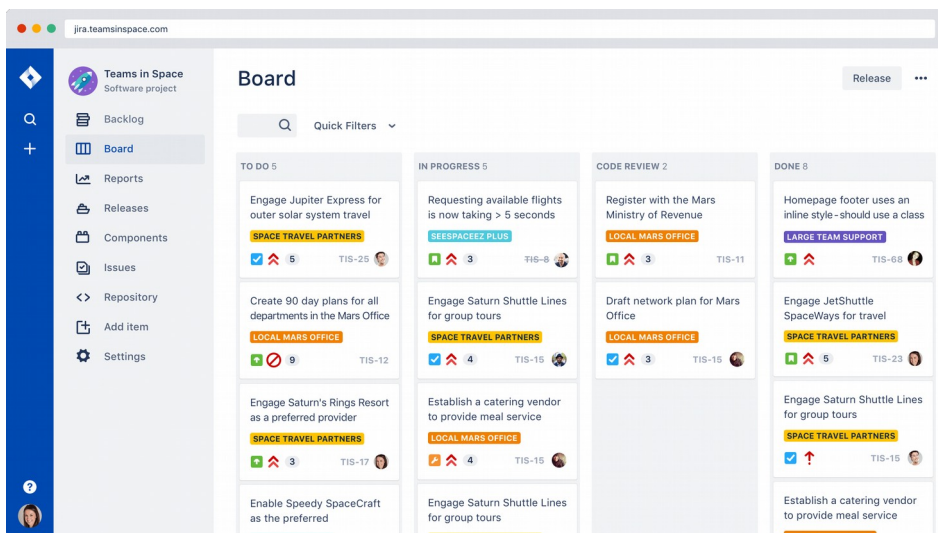 jira.teamsinspace.com
Teams in Space
Software project
Backlog
Board
Reports
Releases
Components
Issues
Repository
Add item
Settings
?
Board
Release
Quick Filters
TO DO 5
Engage Jupiter Express for
outer solar system travel
SPACE TRAVEL PARTNERS
5 TIS-25
Create 90 day plans for all
departments in the Mars Office
LOCAL MARS OFFICE
9 TIS-12
Engage Saturn's Rings Resort
as a preferred provider
SPACE TRAVEL PARTNERS
3 TIS-17
Enable Speedy SpaceCraft
as the preferred
IN PROGRESS 5
Requesting available flights
is now taking > 5 seconds
SEESPACEEZ PLUS
3 TIS-8
Engage Saturn Shuttle Lines
for group tours
SPACE TRAVEL PARTNERS
4 TIS-15
Establish a catering vendor
to provide meal service
LOCAL MARS OFFICE
4 TIS-15
Engage Saturn Shuttle Lines
for group tours
CODE REVIEW 2
Register with the Mars
Ministry of Revenue
LOCAL MARS OFFICE
3 TIS-11
Draft network plan for Mars
Office
LOCAL MARS OFFICE
3 TIS-15
DONE 8
Homepage footer uses an
inline style - should use a class
LARGE TEAM SUPPORT
TIS-68
Engage JetShuttle
SpaceWays for travel
SPACE TRAVEL PARTNERS
5 TIS-23
Engage Saturn Shuttle Lines
for group tours
SPACE TRAVEL PARTNERS
TIS-15
Establish a catering vendor
to provide meal service